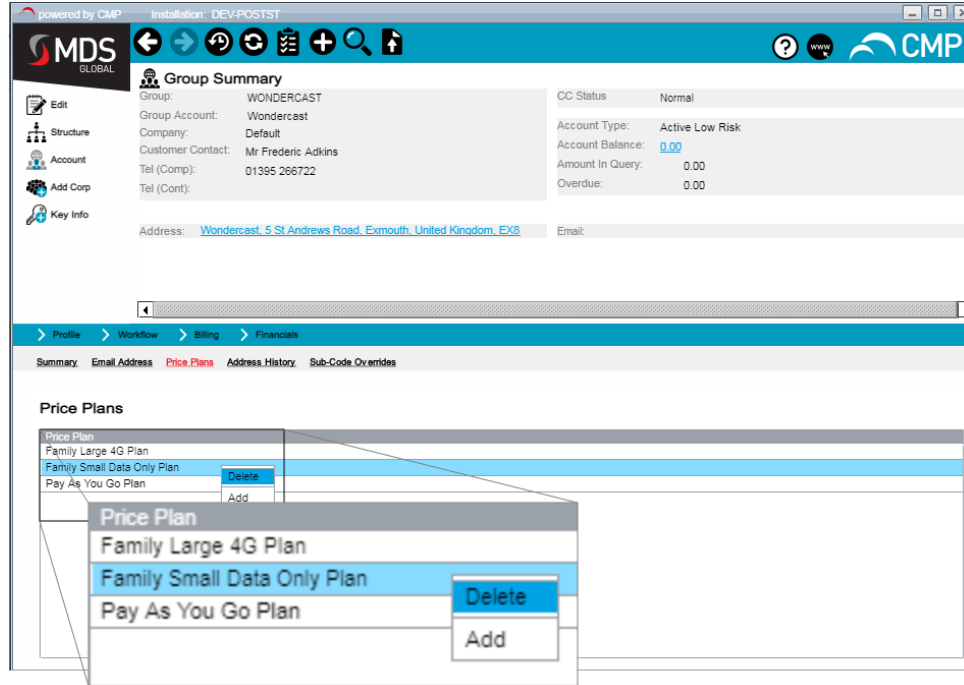 powered by CMP Installation: DEV-POSTST
MDS
GLOBAL
? www CMP
Group Summary
Edit
Structure
Account
Add Corp
Key Info
Group: WONDERCAST
Group Account: Wondercast
Company: Default
Customer Contact: Mr Frederic Adkins
Tel (Comp): 01395 266722
Tel (Cont):
Address: Wondercast, 5 St Andrews Road, Exmouth, United Kingdom, EX8
CC Status Normal
Account Type: Active Low Risk
Account Balance: 0.00
Amount In Query: 0.00
Overdue: 0.00
Email:
Profile Workflow Billing Financials
Summary Email Address Price Plans Address History Sub-Code Overrides
Price Plans
Price Plan
Family Large 4G Plan
Family Small Data Only Plan
Pay As You Go Plan
Delete
Add
Price Plan
Family Large 4G Plan
Family Small Data Only Plan
Pay As You Go Plan
Delete
Add